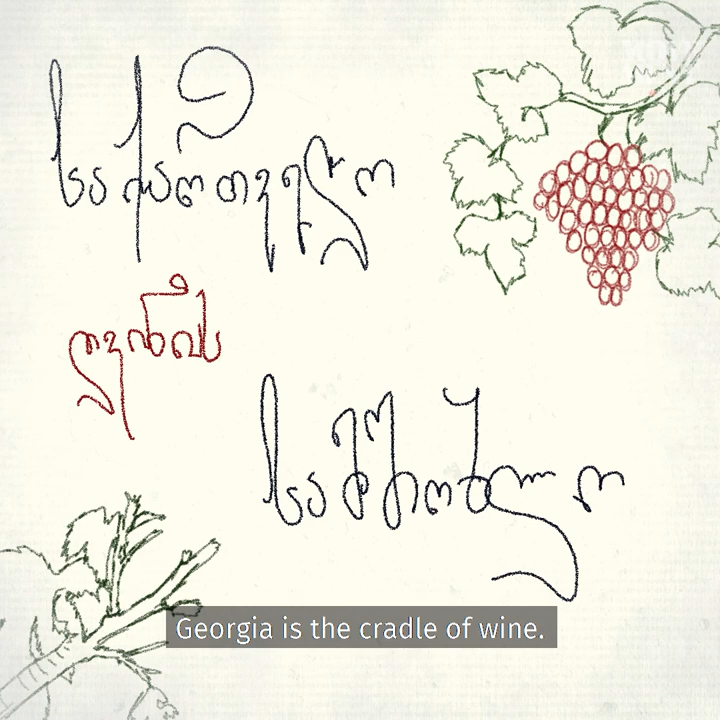 საქართველო
ღვინის
სამშობლო
Georgia is the cradle of wine.